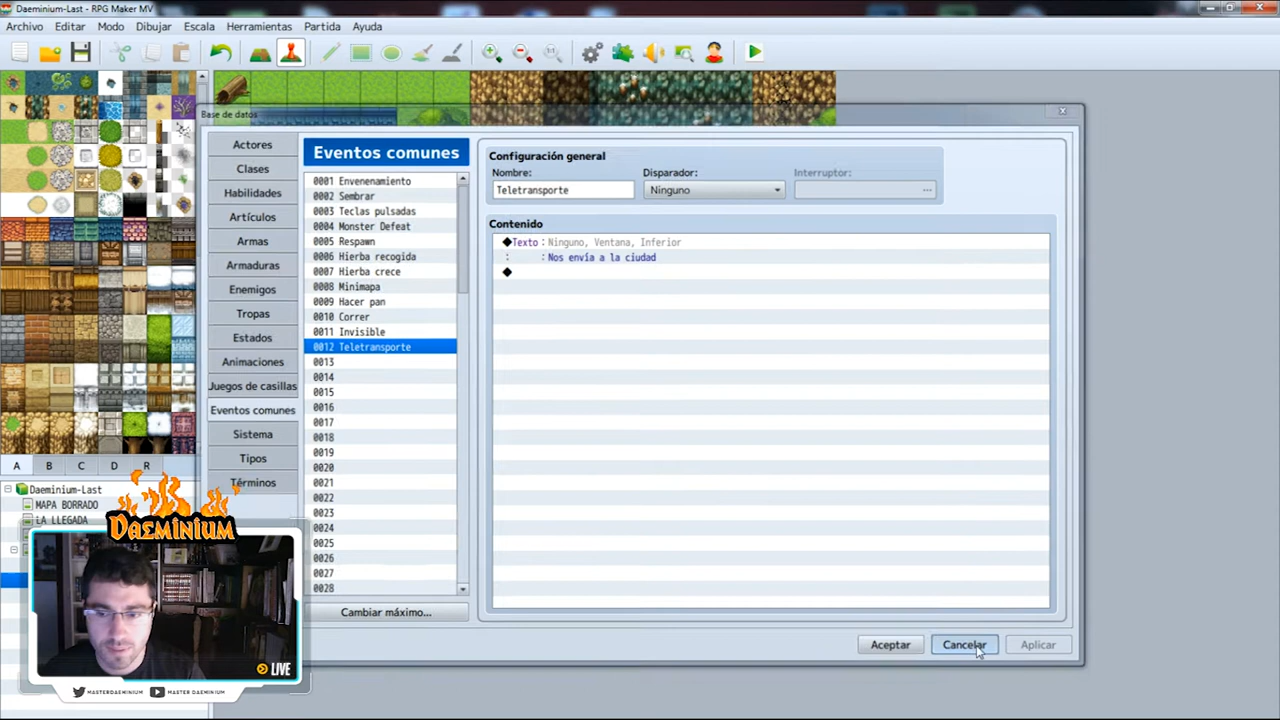 Daeminium-Last - RPG Maker MV
Archivo Editar Modo Dibujar Escala Herramientas Partida Ayuda
Base de datos
Actores
Clases
Habilidades
Artículos
Armas
Armaduras
Enemigos
Tropas
Estados
Animaciones
Juegos de casillas
Eventos comunes
Sistema
Tipos
Términos
Eventos comunes
0001 Envenenamiento
0002 Sembrar
0003 Teclas pulsadas
0004 Monster Defeat
0005 Respawn
0006 Hierba recogida
0007 Hierba crece
0008 Minimapa
0009 Hacer pan
0010 Correr
0011 Invisible
0012 Teletransporte
0013
0014
0015
0016
0017
0018
0019
0020
0021
0022
0023
0024
0025
0026
0027
0028
Cambiar máximo...
Configuración general
Nombre: Disparador: Interruptor:
Teletransporte Ninguno ...
Contenido
◆Texto : Ninguno, Ventana, Inferior
: : Nos envía a la ciudad
◆
Aceptar Cancelar Aplicar
A B C D R
Daeminium-Last
MAPA BORRADO
LA LLEGADA
DAEMINIUM
LIVE
MASTERDAEMINIUM MASTER DAEMINIUM